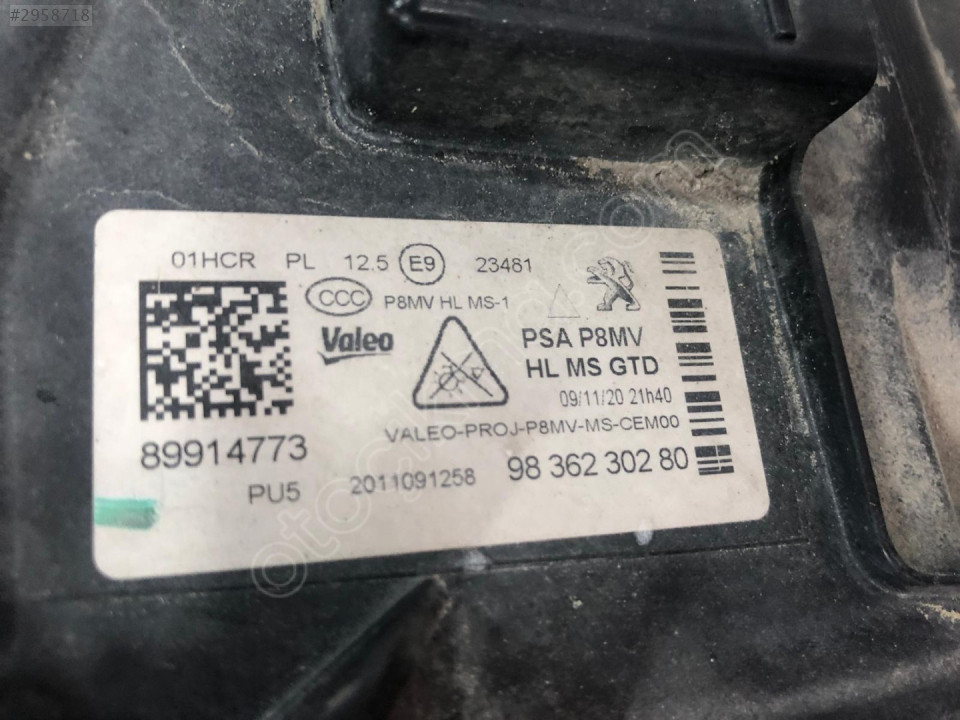 #2958718
01HCR PL 12.5 E9 23481
CCC P8MV HL MS-1
Valeo
PSA P8MV
HL MS GTD
09/11/20 21h40
VALEO-PROJ-P8MV-MS-CEM00
89914773
PU5 2011091258 98 362 302 80